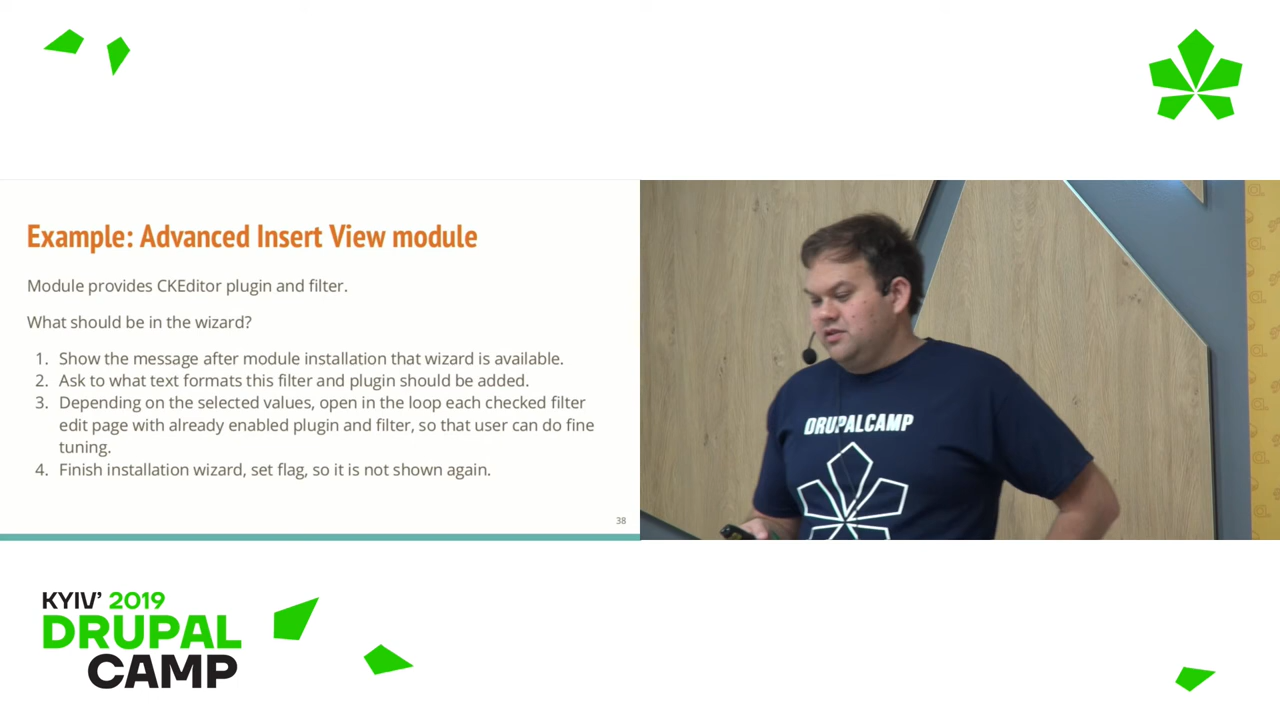 Example: Advanced Insert View module
Module provides CKEditor plugin and filter.
What should be in the wizard?
1. Show the message after module installation that wizard is available.
2. Ask to what text formats this filter and plugin should be added.
3. Depending on the selected values, open in the loop each checked filter
edit page with already enabled plugin and filter, so that user can do fine
tuning.
4. Finish installation wizard, set flag, so it is not shown again.
38
DRUPALCAMP
KYIV' 2019
DRUPAL
CAMP